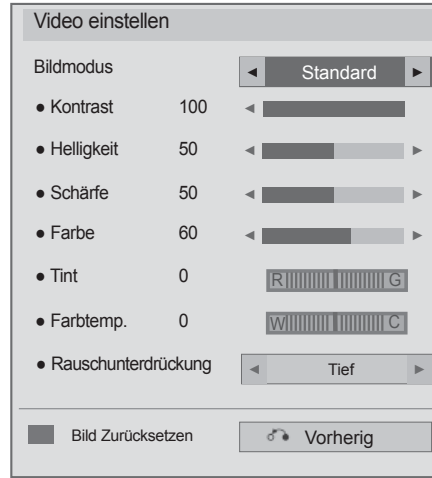 Video einstellen
Bildmodus ◄ Standard ►
● Kontrast 100 ◄
● Helligkeit 50 ◄ ►
● Schärfe 50 ◄ ►
● Farbe 60 ◄ ►
● Tint 0 R G
● Farbtemp. 0 W C
● Rauschunterdrückung ◄ Tief ►
Bild Zurücksetzen Vorherig